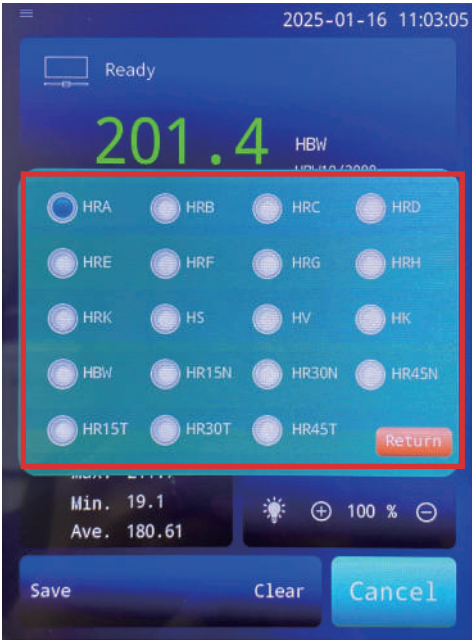 2025-01-16 11:03:05
Ready
201.4 HBW
HRA HRB HRC HRD
HRE HRF HRG HRH
HRK HS HV HK
HBW HR15N HR30N HR45N
HR15T HR30T HR45T Return
Min. 19.1
100 %
Ave. 180.61
Save Clear Cancel